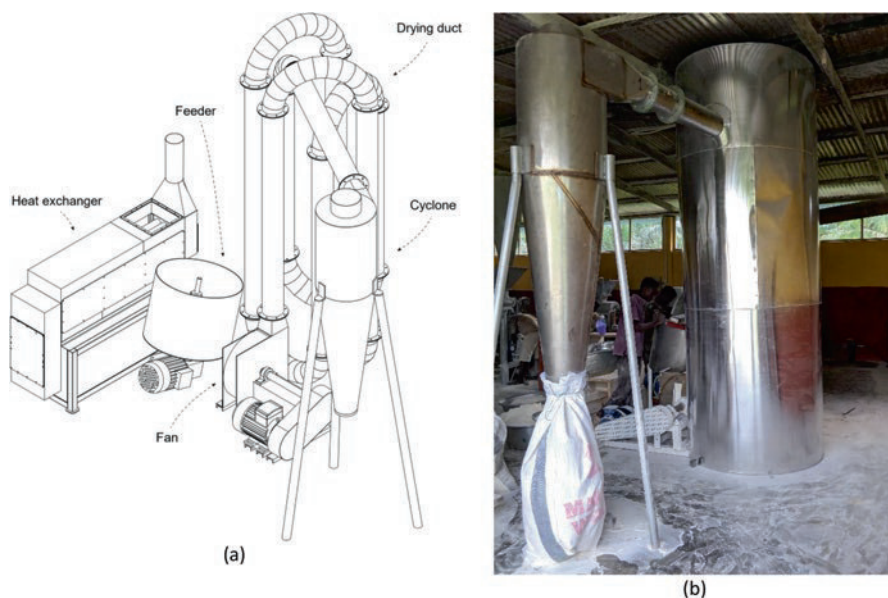 Drying duct
Feeder
Heat exchanger
Cyclone
Fan
(a)
(b)